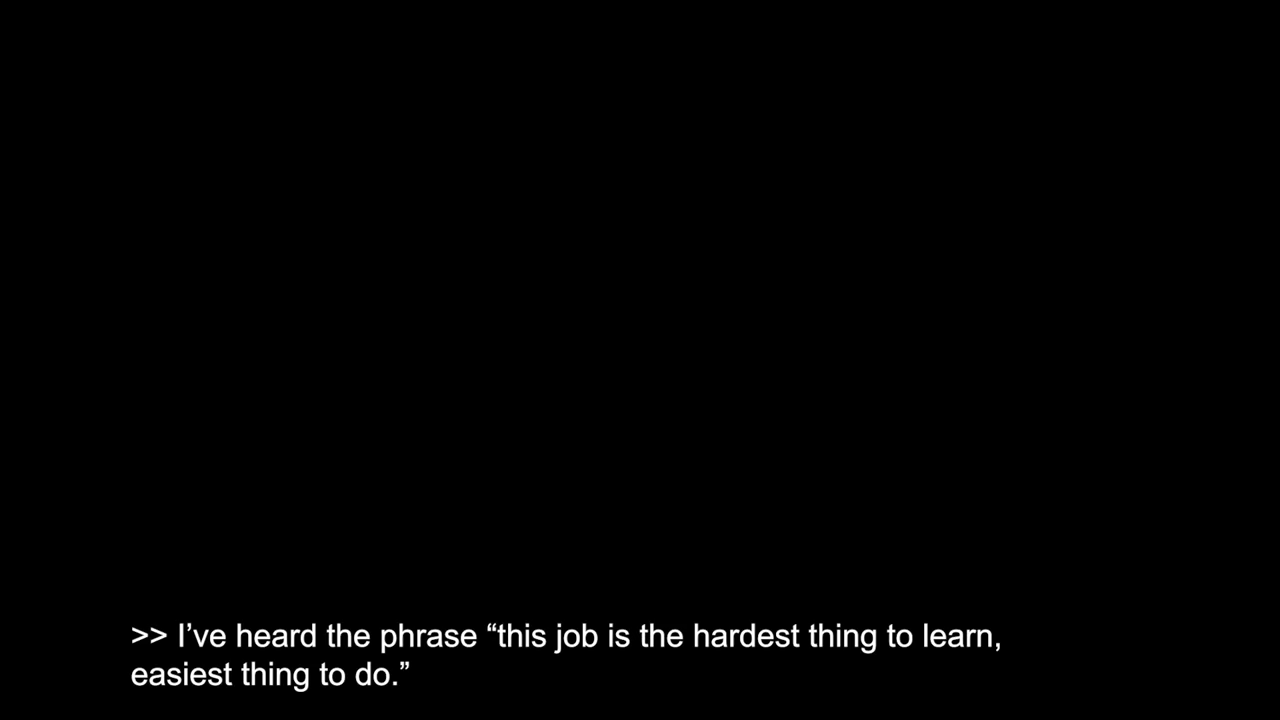 >> I’ve heard the phrase “this job is the hardest thing to learn,
easiest thing to do.”